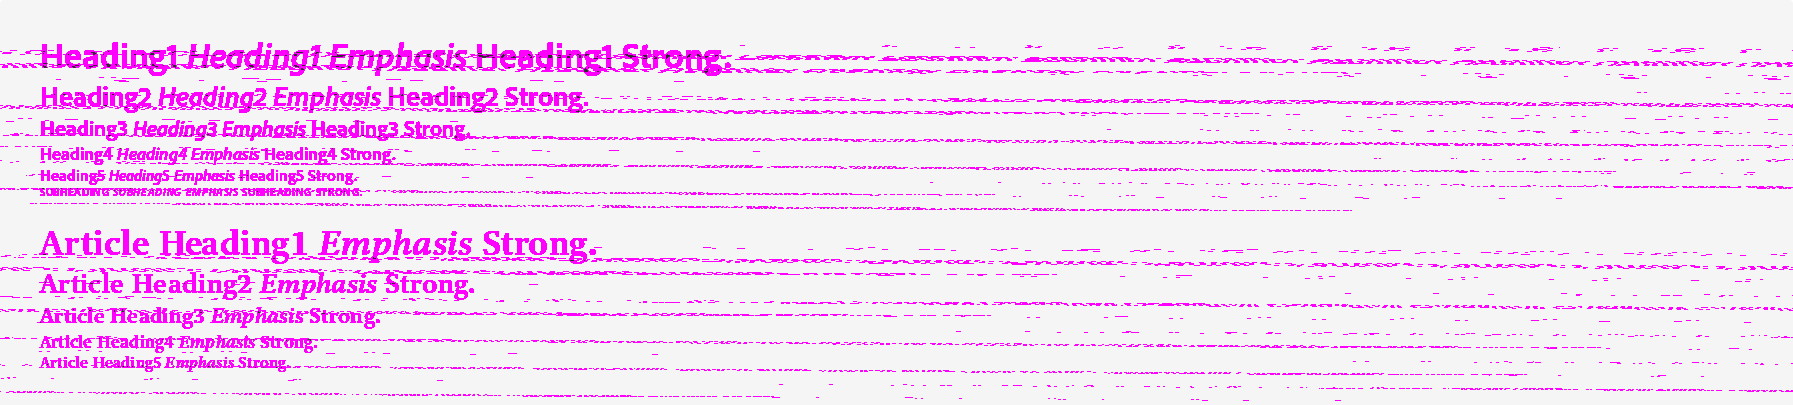 Heading1 Heading1 Emphasis Heading1 Strong.
Heading2 Heading2 Emphasis Heading2 Strong.
Heading3 Heading3 Emphasis Heading3 Strong.
Heading4 Heading4 Emphasis Heading4 Strong.
Heading5 Heading5 Emphasis Heading5 Strong.
SUBHEADING SUBHEADING EMPHASIS SUBHEADING STRONG.
Article Heading1 Emphasis Strong.
Article Heading2 Emphasis Strong.
Article Heading3 Emphasis Strong.
Article Heading4 Emphasis Strong.
Article Heading5 Emphasis Strong.